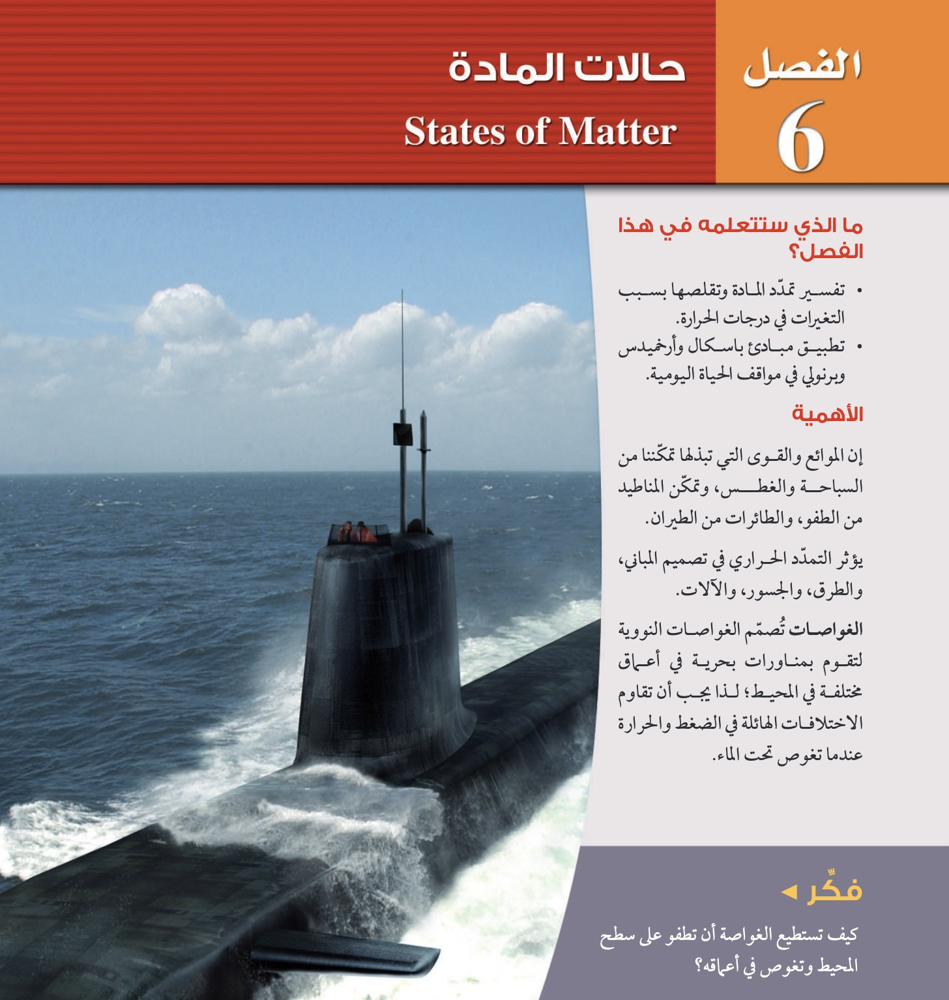 الفصل
6
حالات المادة
States of Matter
ما الذي ستتعلمه في هذا
الفصل؟
• تفسير تمدّد المادة وتقلصها بسبب
التغيرات في درجات الحرارة.
• تطبيق مبادئ باسكال وأرخميدس
وبرنولي في مواقف الحياة اليومية.
الأهمية
إن الموائع والقوى التي تبذلها تمكّننا من
السباحة والغطس، وتمكّن المناطيد
من الطفو، والطائرات من الطيران.
يؤثر التمدّد الحراري في تصميم المباني،
والطرق، والجسور، والآلات.
الغواصات تُصمّم الغواصات النووية
لتقوم بمناورات بحرية في أعماق
مختلفة في المحيط؛ لذا يجب أن تقاوم
الاختلافات الهائلة في الضغط والحرارة
عندما تغوص تحت الماء.
فكِّر ◄
كيف تستطيع الغواصة أن تطفو على سطح
المحيط وتغوص في أعماقه؟